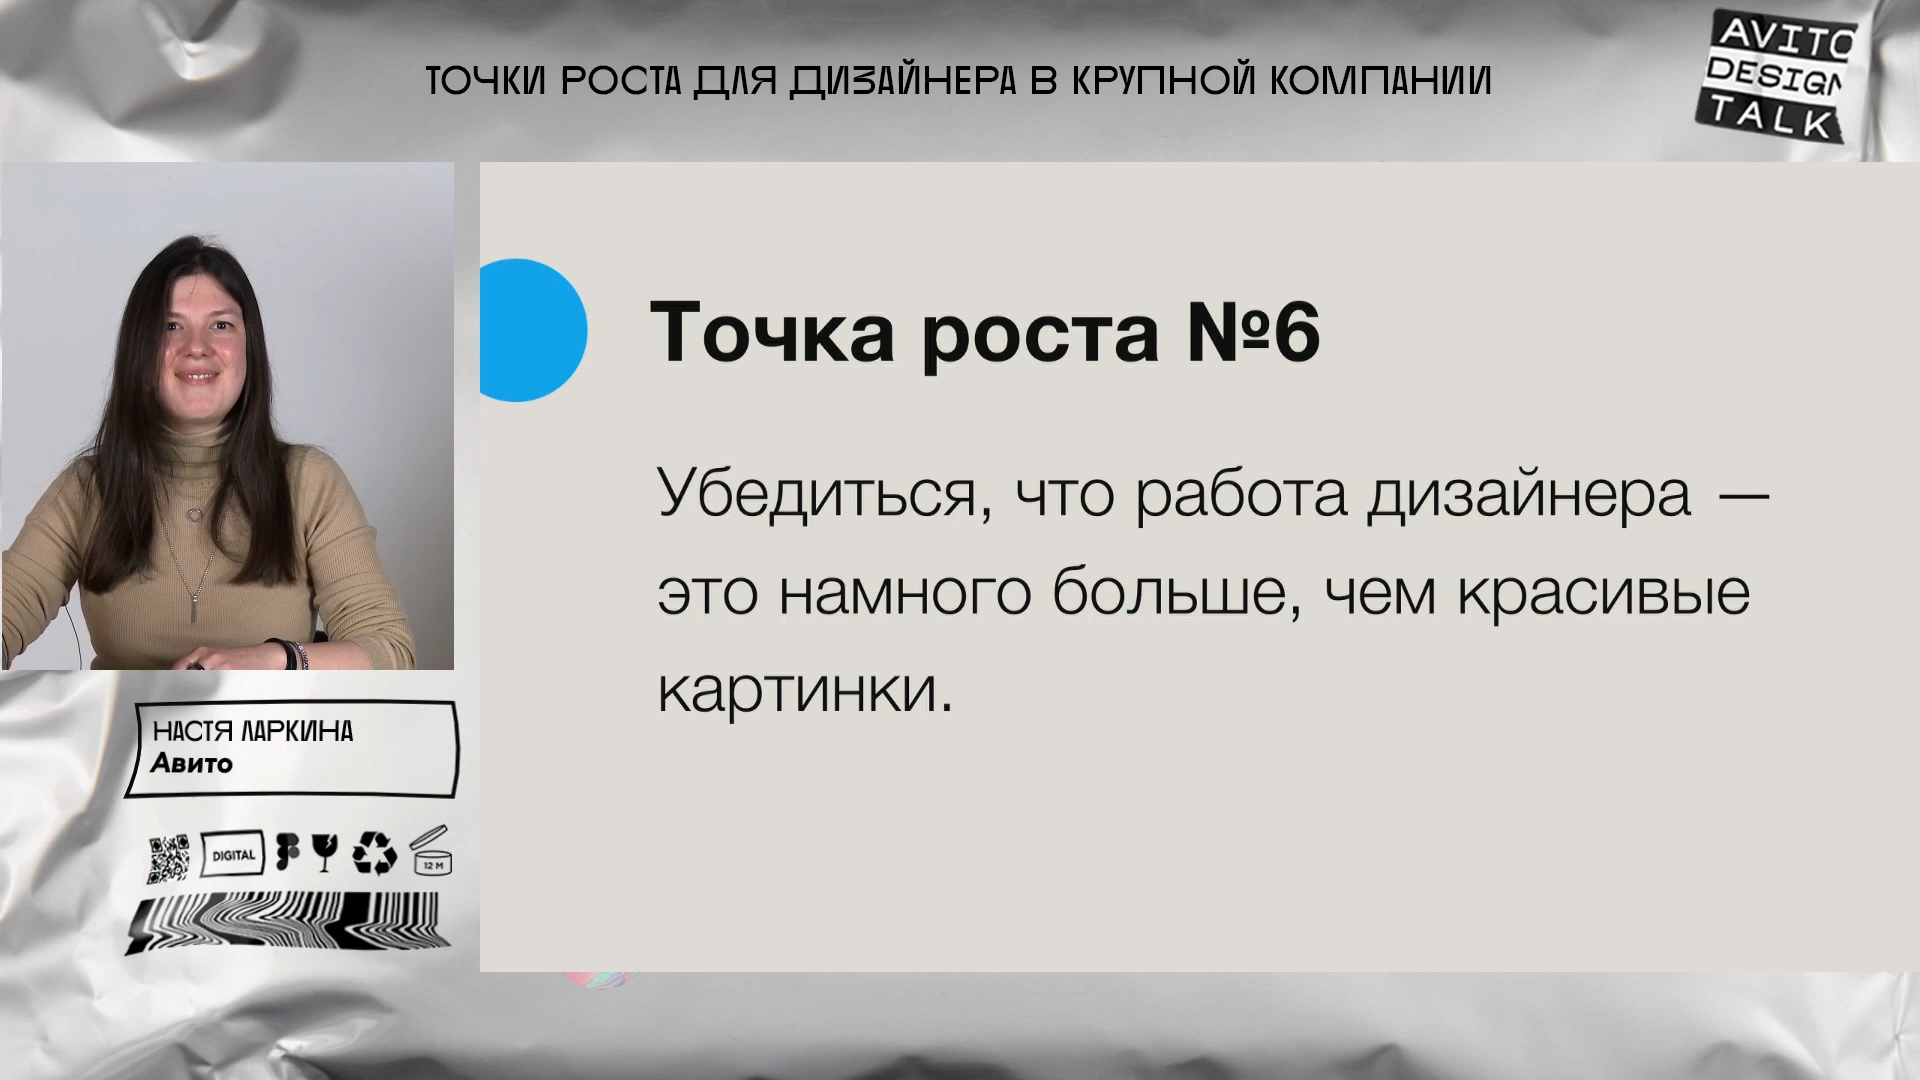 ТОЧКИ РОСТА ДЛЯ ДИЗАЙНЕРА В КРУПНОЙ КОМПАНИИ
AVITO
DESIGN
TALK
Точка роста №6
Убедиться, что работа дизайнера —
это намного больше, чем красивые
картинки.
НАСТЯ ЛАРКИНА
Авито
DIGITAL
12 M